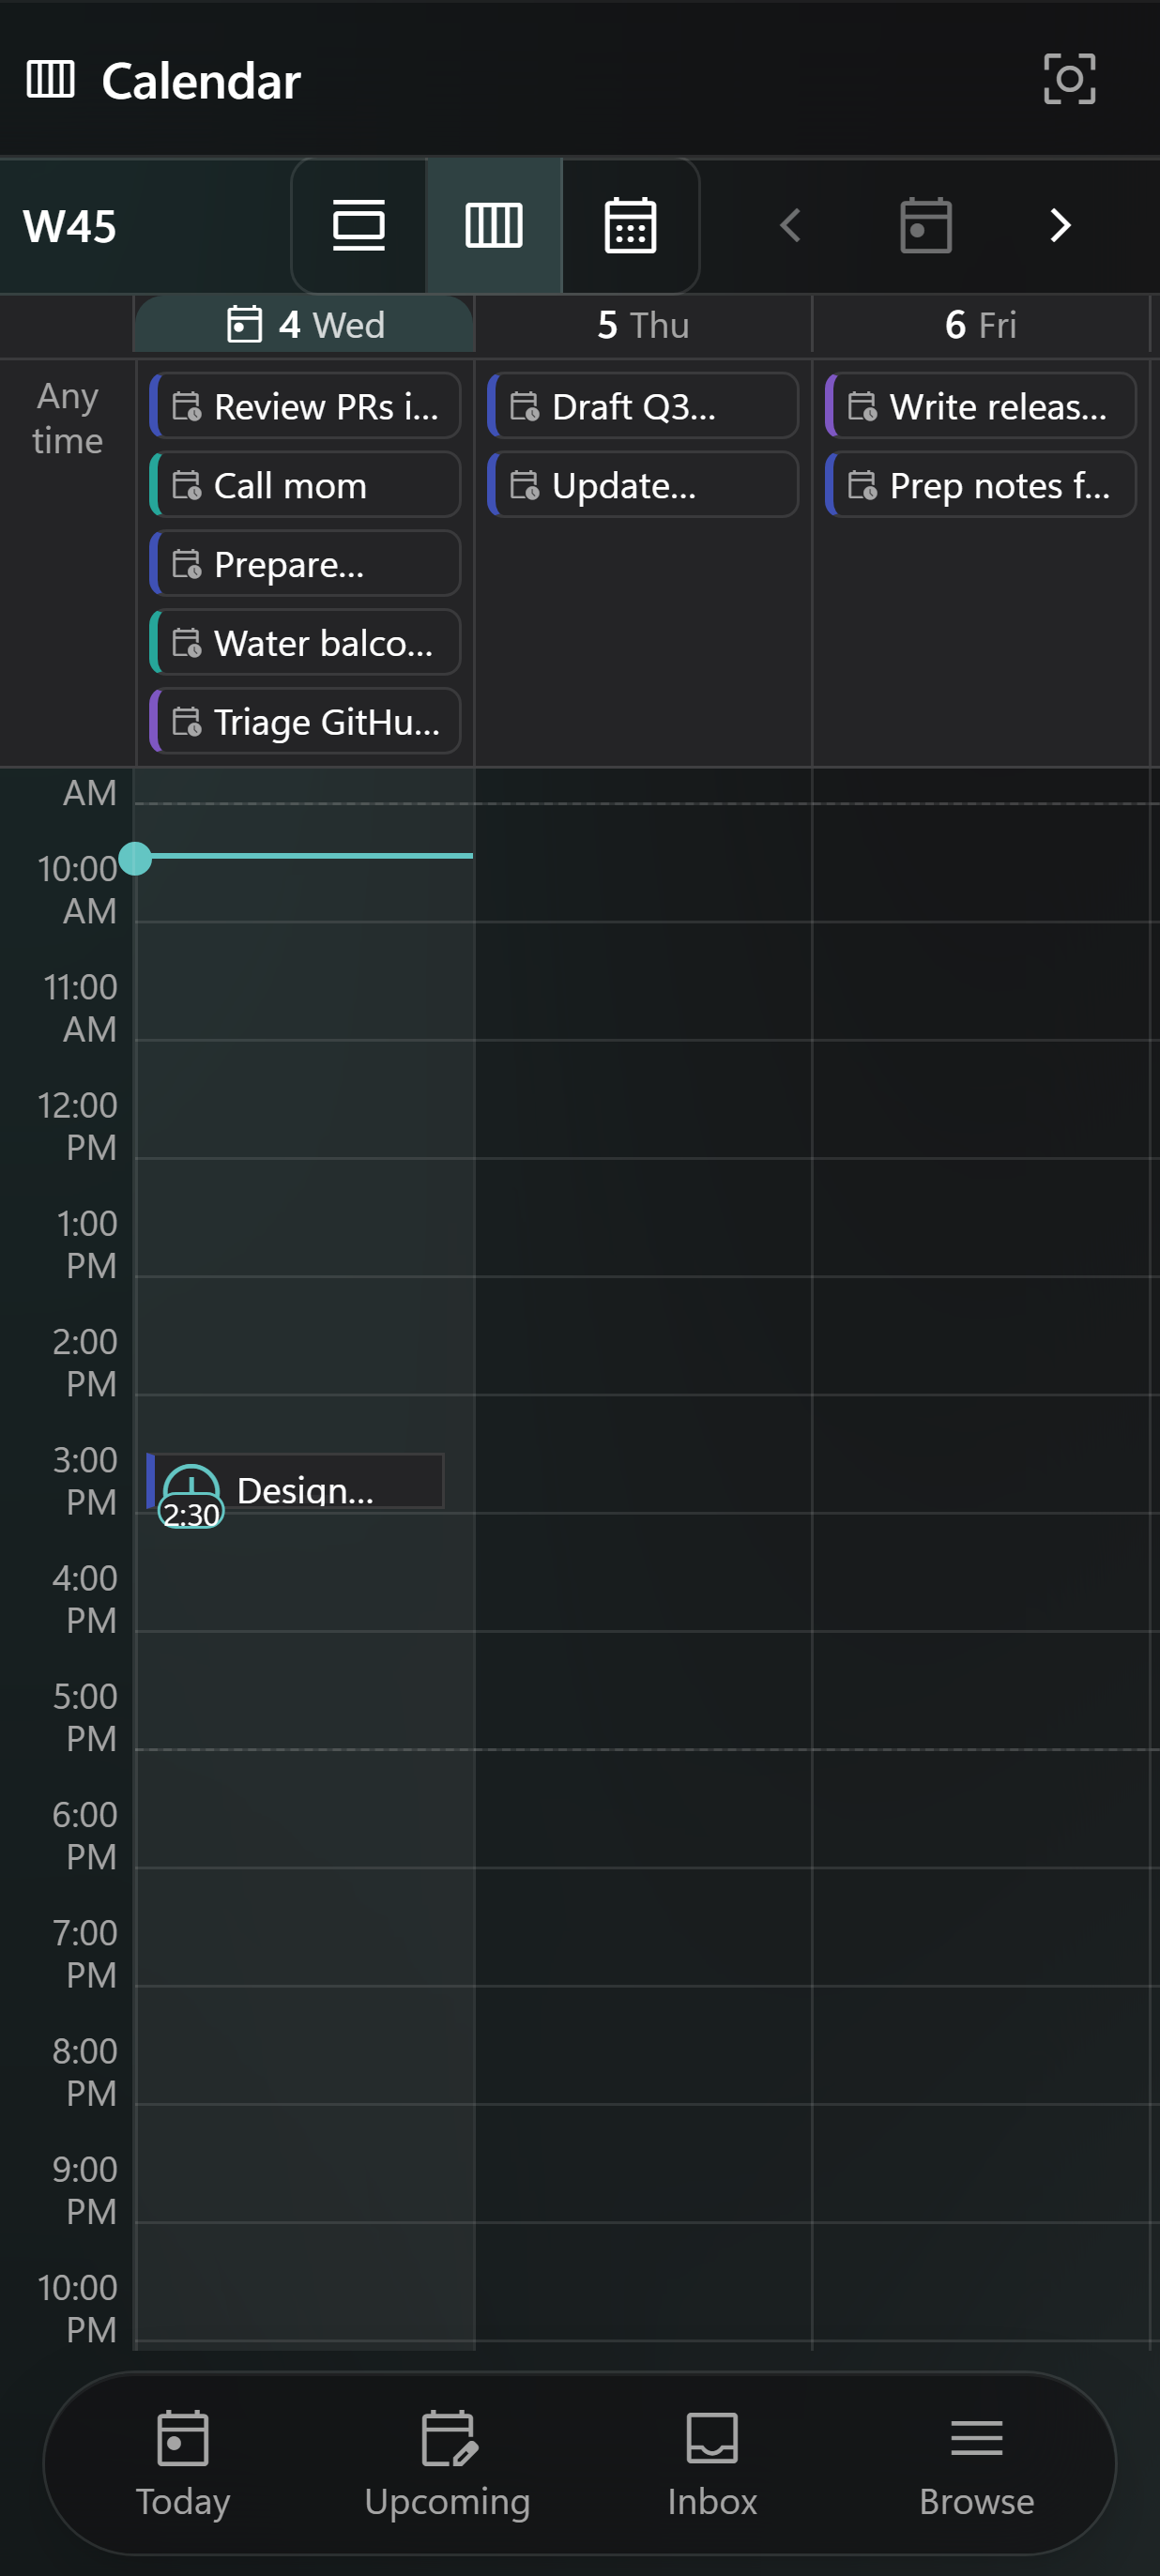 Calendar
W45
4 Wed
5 Thu
6 Fri
Any
time
Review PRs i...
Draft Q3...
Write releas...
Call mom
Update...
Prep notes f...
Prepare...
Water balco...
Triage GitHu...
AM
10:00
AM
11:00
AM
12:00
PM
1:00
PM
2:00
PM
3:00
PM
Design...
2:30
4:00
PM
5:00
PM
6:00
PM
7:00
PM
8:00
PM
9:00
PM
10:00
PM
Today
Upcoming
Inbox
Browse